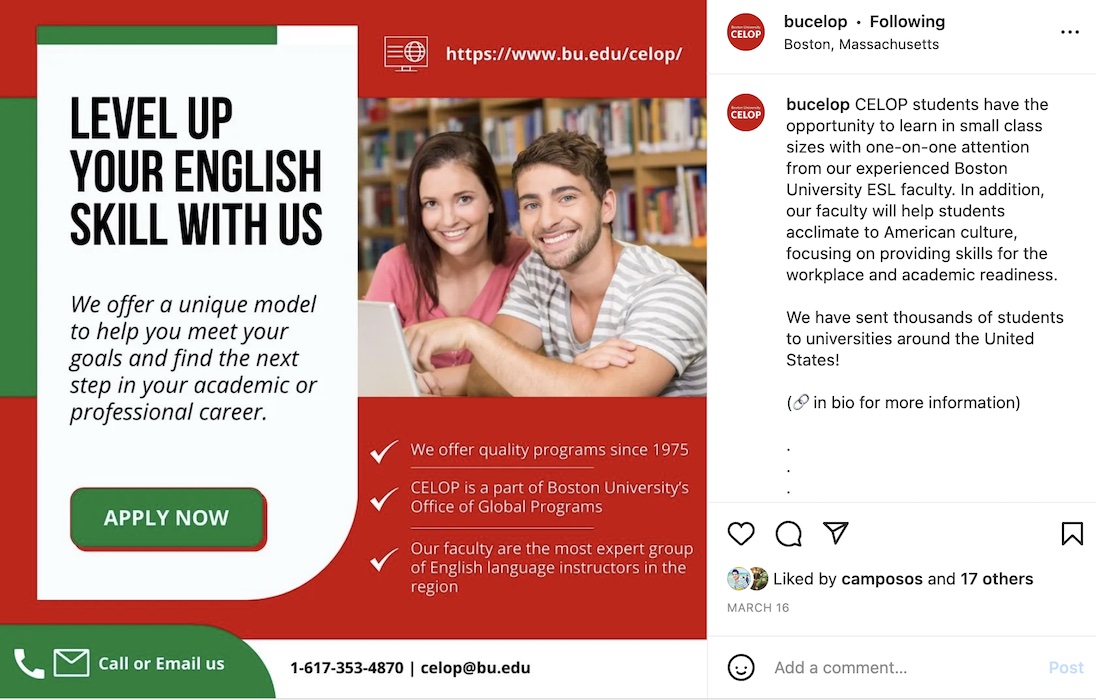 https://www.bu.edu/celop/
LEVEL UP
YOUR ENGLISH
SKILL WITH US
We offer a unique model
to help you meet your
goals and find the next
step in your academic or
professional career.
APPLY NOW
We offer quality programs since 1975
CELOP is a part of Boston University's
Office of Global Programs
Our faculty are the most expert group
of English language instructors in the
region
Call or Email us
1-617-353-4870 | celop@bu.edu
Boston University
CELOP
bucelop • Following
Boston, Massachusetts
Boston University
CELOP
bucelop CELOP students have the
opportunity to learn in small class
sizes with one-on-one attention
from our experienced Boston
University ESL faculty. In addition,
our faculty will help students
acclimate to American culture,
focusing on providing skills for the
workplace and academic readiness.
We have sent thousands of students
to universities around the United
States!
(🔗 in bio for more information)
.
.
.
Liked by camposos and 17 others
MARCH 16
Add a comment...
Post